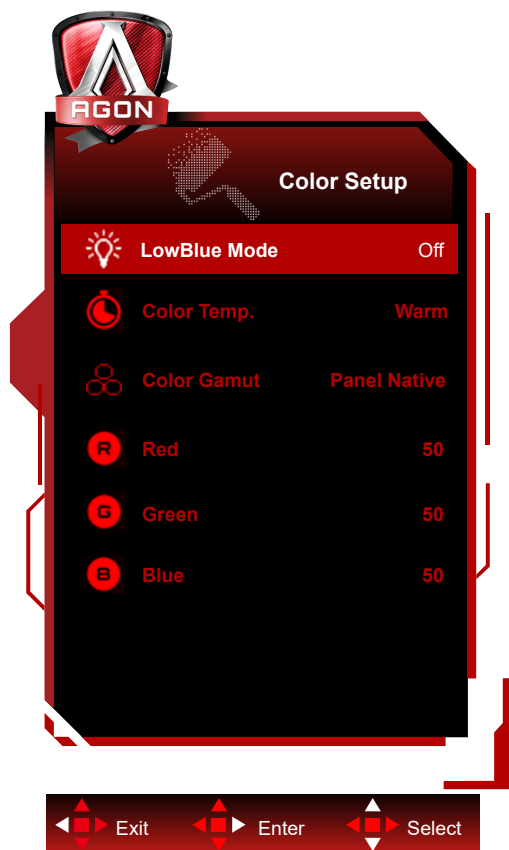 AGON
Color Setup
LowBlue Mode Off
Color Temp. Warm
Color Gamut Panel Native
R Red 50
G Green 50
B Blue 50
Exit Enter Select